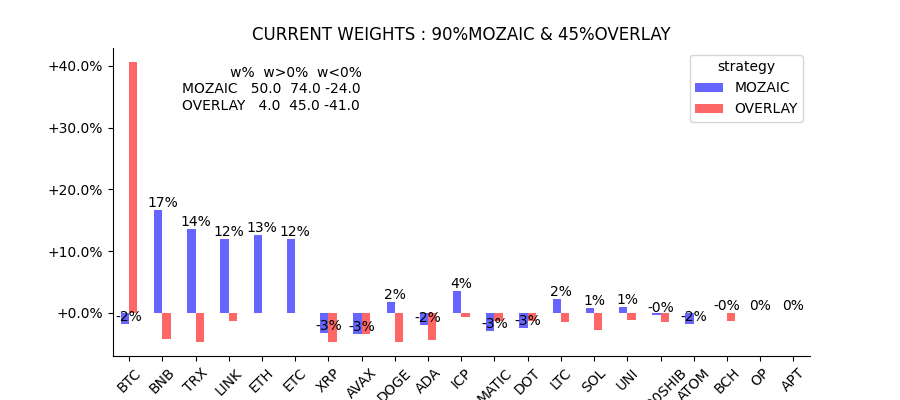 CURRENT WEIGHTS : 90%MOZAIC & 45%OVERLAY
+40.0%
+30.0%
+20.0%
+10.0%
+0.0%
w% w>0% w<0%
MOZAIC 50.0 74.0 -24.0
OVERLAY 4.0 45.0 -41.0
strategy
MOZAIC
OVERLAY
-2%
17%
14%
12%
13%
12%
-3%
-3%
2%
-2%
4%
-3%
-3%
2%
1%
1%
-0%
-2%
-0%
0%
0%
BTC
BNB
TRX
LINK
ETH
ETC
XRP
AVAX
DOGE
ADA
ICP
MATIC
DOT
LTC
SOL
UNI
0SHIB
ATOM
BCH
OP
APT